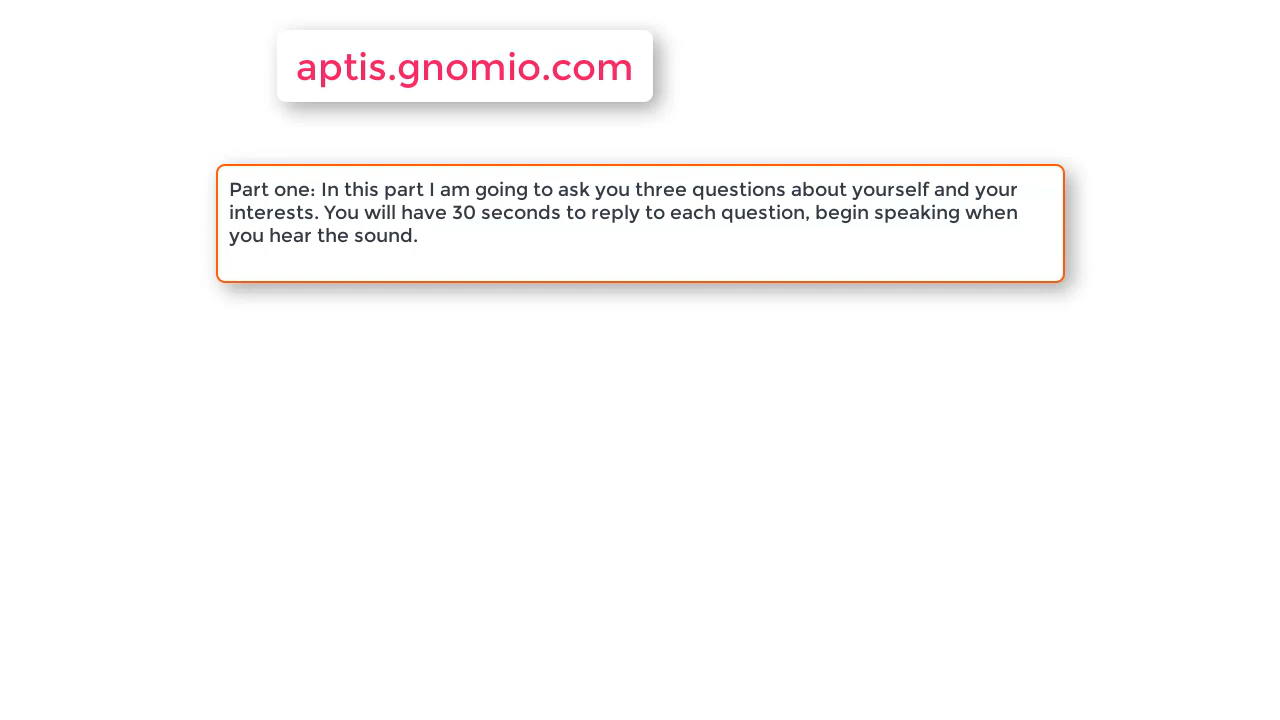 aptis.gnomio.com
Part one: In this part I am going to ask you three questions about yourself and your
interests. You will have 30 seconds to reply to each question, begin speaking when
you hear the sound.